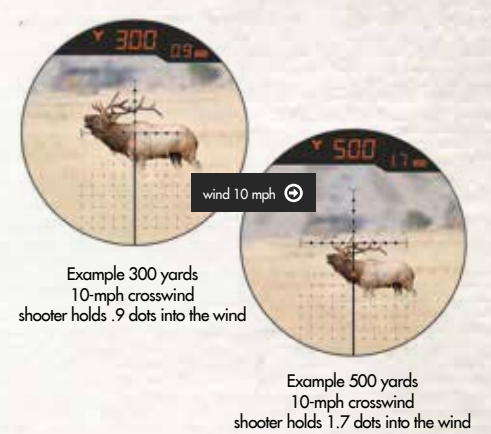 Y 300
0.9
wind 10 mph
Y 500
1.7
Example 300 yards
10-mph crosswind
shooter holds .9 dots into the wind
Example 500 yards
10-mph crosswind
shooter holds 1.7 dots into the wind